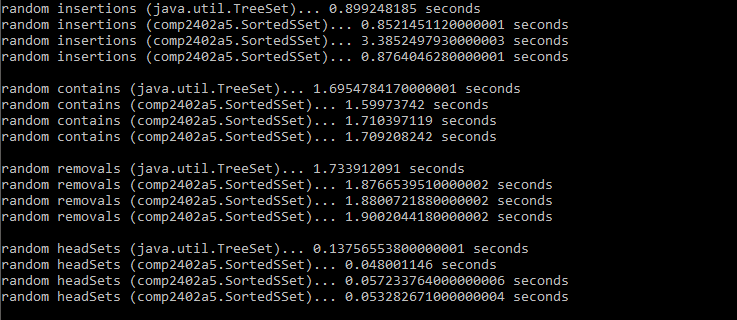 random insertions (java.util.TreeSet)... 0.899248185 seconds
random insertions (comp2402a5.SortedSSet)... 0.8521451120000001 seconds
random insertions (comp2402a5.SortedSSet)... 3.3852497930000003 seconds
random insertions (comp2402a5.SortedSSet)... 0.8764046280000001 seconds
random contains (java.util.TreeSet)... 1.6954784170000001 seconds
random contains (comp2402a5.SortedSSet)... 1.59973742 seconds
random contains (comp2402a5.SortedSSet)... 1.710397119 seconds
random contains (comp2402a5.SortedSSet)... 1.709208242 seconds
random removals (java.util.TreeSet)... 1.733912091 seconds
random removals (comp2402a5.SortedSSet)... 1.8766539510000002 seconds
random removals (comp2402a5.SortedSSet)... 1.8800721880000002 seconds
random removals (comp2402a5.SortedSSet)... 1.9002044180000002 seconds
random headSets (java.util.TreeSet)... 0.13756553800000001 seconds
random headSets (comp2402a5.SortedSSet)... 0.048001146 seconds
random headSets (comp2402a5.SortedSSet)... 0.057233764000000006 seconds
random headSets (comp2402a5.SortedSSet)... 0.053282671000000004 seconds